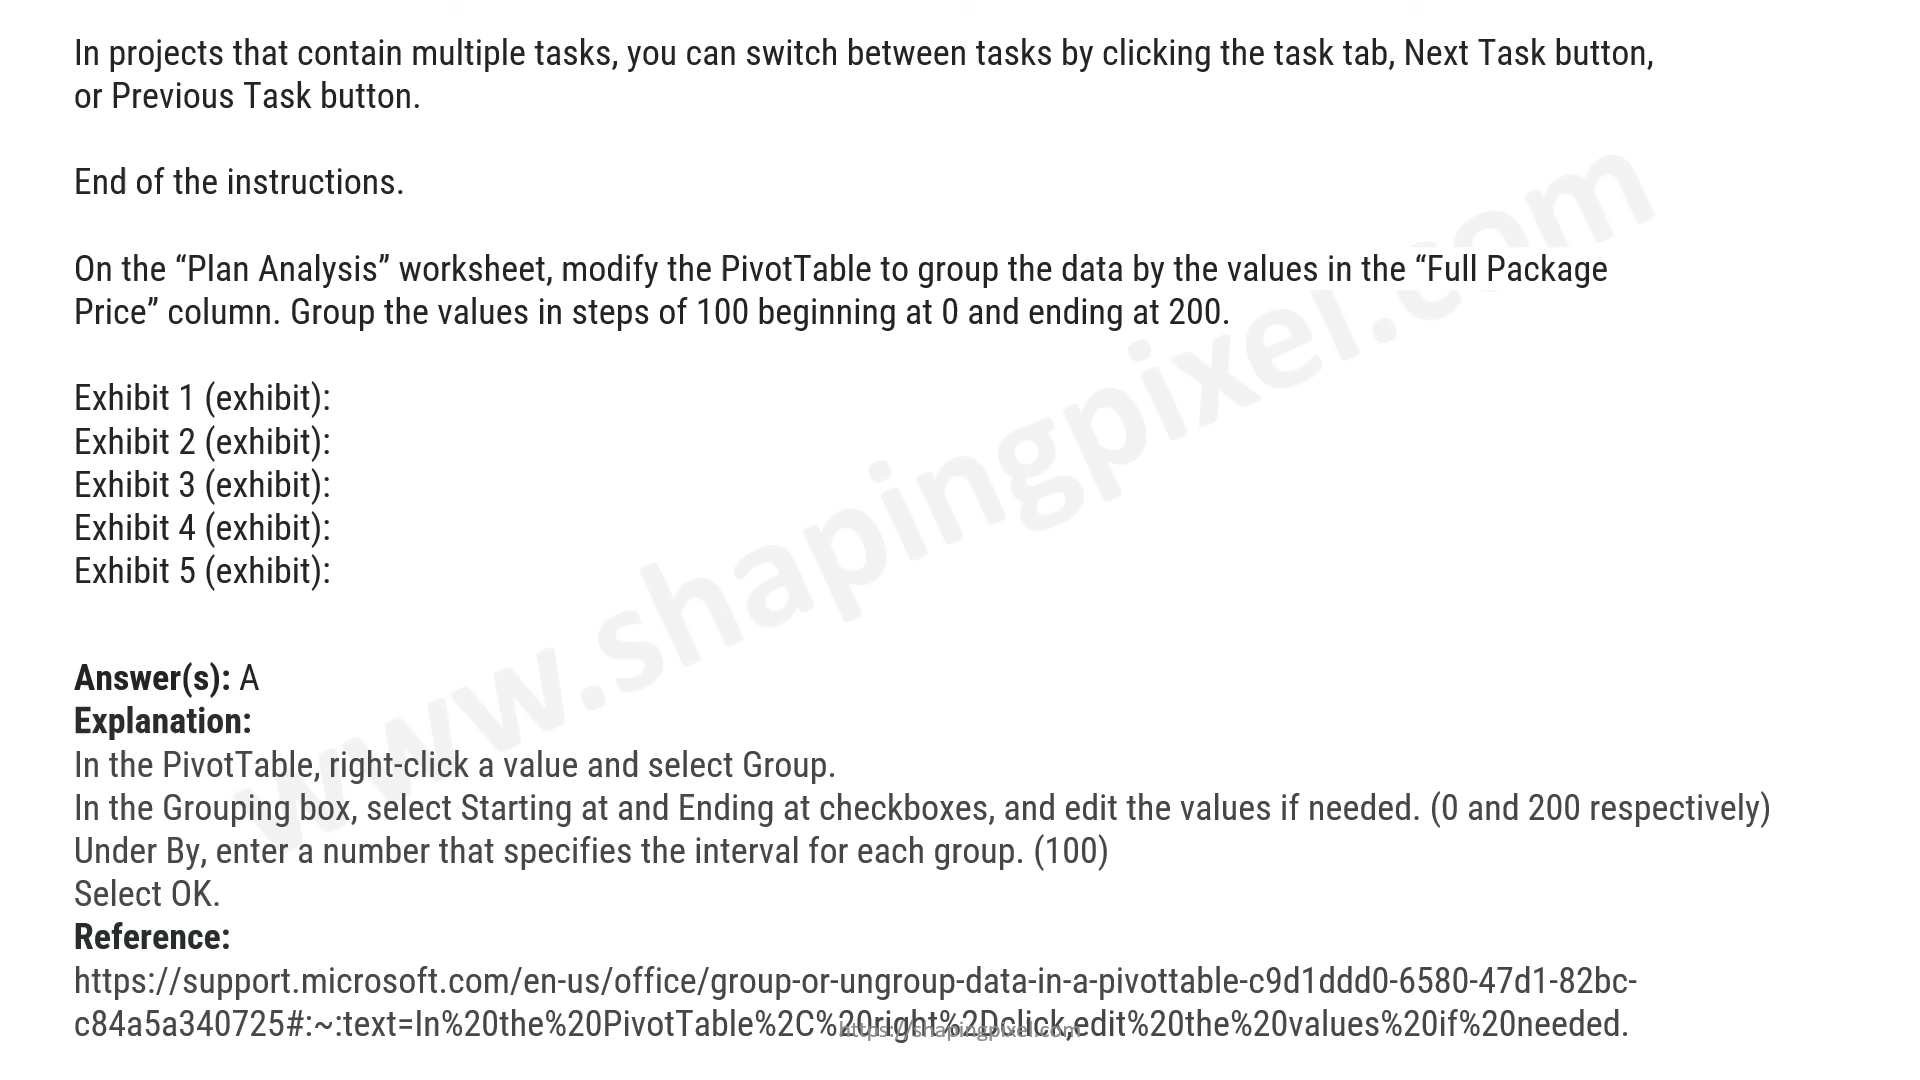 In projects that contain multiple tasks, you can switch between tasks by clicking the task tab, Next Task button,
or Previous Task button.
End of the instructions.
On the “Plan Analysis” worksheet, modify the PivotTable to group the data by the values in the “Full Package
Price” column. Group the values in steps of 100 beginning at 0 and ending at 200.
Exhibit 1 (exhibit):
Exhibit 2 (exhibit):
Exhibit 3 (exhibit):
Exhibit 4 (exhibit):
Exhibit 5 (exhibit):
www.shapingpixel.com
Answer(s): A
Explanation:
In the PivotTable, right-click a value and select Group.
In the Grouping box, select Starting at and Ending at checkboxes, and edit the values if needed. (0 and 200 respectively)
Under By, enter a number that specifies the interval for each group. (100)
Select OK.
Reference:
https://support.microsoft.com/en-us/office/group-or-ungroup-data-in-a-pivottable-c9d1ddd0-6580-47d1-82bc-
c84a5a340725#:~:text=In%20the%20PivotTable%2C%20right%2Dclick,edit%20the%20values%20if%20needed.
https://shapingpixel.com